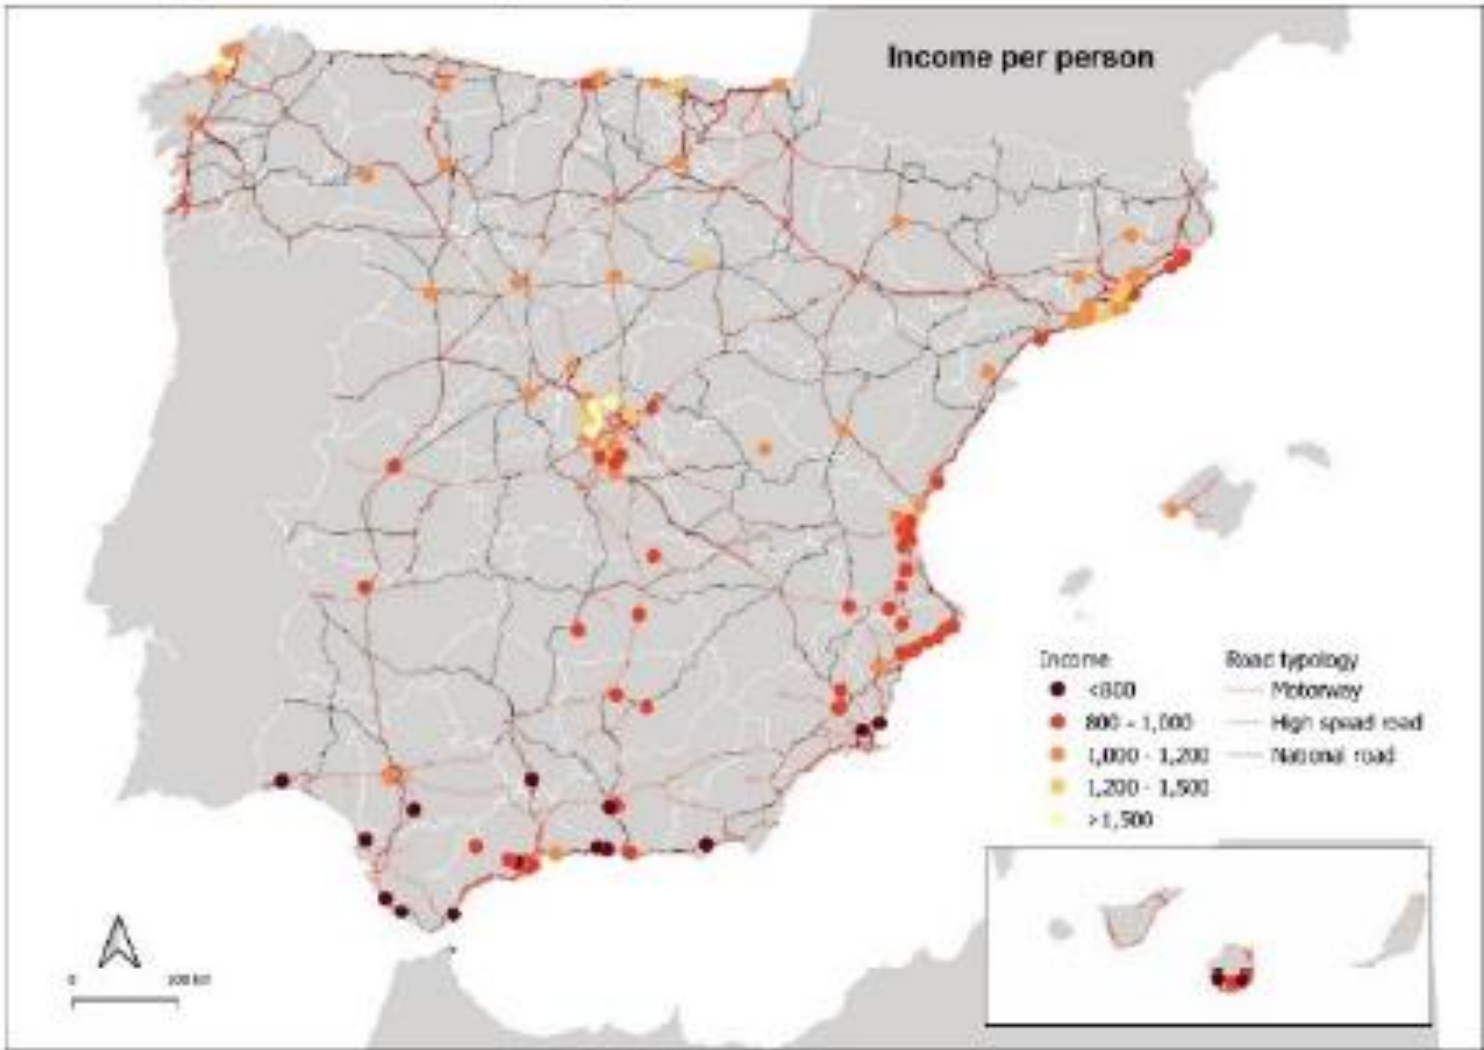 Income per person
Income
<800
800 - 1,000
1,000 - 1,200
1,200 - 1,500
>1,500
Road typology
Motorway
High spead road
National road
0